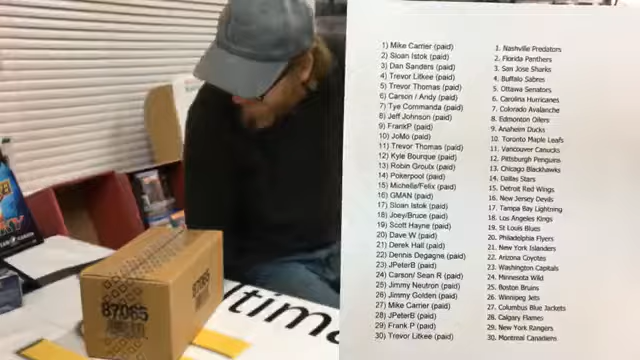 1) Mike Carrier (paid)
2) Sloan Istok (paid)
3) Dan Sanders (paid)
4) Trevor Litkee (paid)
5) Trevor Thomas (paid)
6) Carson / Andy (paid)
7) Tye Commanda (paid)
8) Jeff Johnson (paid)
9) FrankP (paid)
10) JoMo (paid)
11) Trevor Thomas (paid)
12) Kyle Bourque (paid)
13) Robin Groulx (paid)
14) Pokerpool (paid)
15) Michelle/Felix (paid)
16) GMAN (paid)
17) Sloan Istok (paid)
18) Joey/Bruce (paid)
19) Scott Hayne (paid)
20) Dave W (paid)
21) Derek Hall (paid)
22) Dennis Degagne (paid)
23) JPeterB (paid)
24) Carson/ Sean R (paid)
25) Jimmy Neutron (paid)
26) Jimmy Golden (paid)
27) Mike Carrier (paid)
28) JPeterB (paid)
29) Frank P (paid)
30) Trevor Litkee (paid)
1. Nashville Predators
2. Florida Panthers
3. San Jose Sharks
4. Buffalo Sabres
5. Ottawa Senators
6. Carolina Hurricanes
7. Colorado Avalanche
8. Edmonton Oilers
9. Anaheim Ducks
10. Toronto Maple Leafs
11. Vancouver Canucks
12. Pittsburgh Penguins
13. Chicago Blackhawks
14. Dallas Stars
15. Detroit Red Wings
16. New Jersey Devils
17. Tampa Bay Lightning
18. Los Angeles Kings
19. St Louis Blues
20. Philadelphia Flyers
21. New York Islanders
22. Arizona Coyotes
23. Washington Capitals
24. Minnesota Wild
25. Boston Bruins
26. Winnipeg Jets
27. Columbus Blue Jackets
28. Calgary Flames
29. New York Rangers
30. Montreal Canadiens
87065
87065
ltima